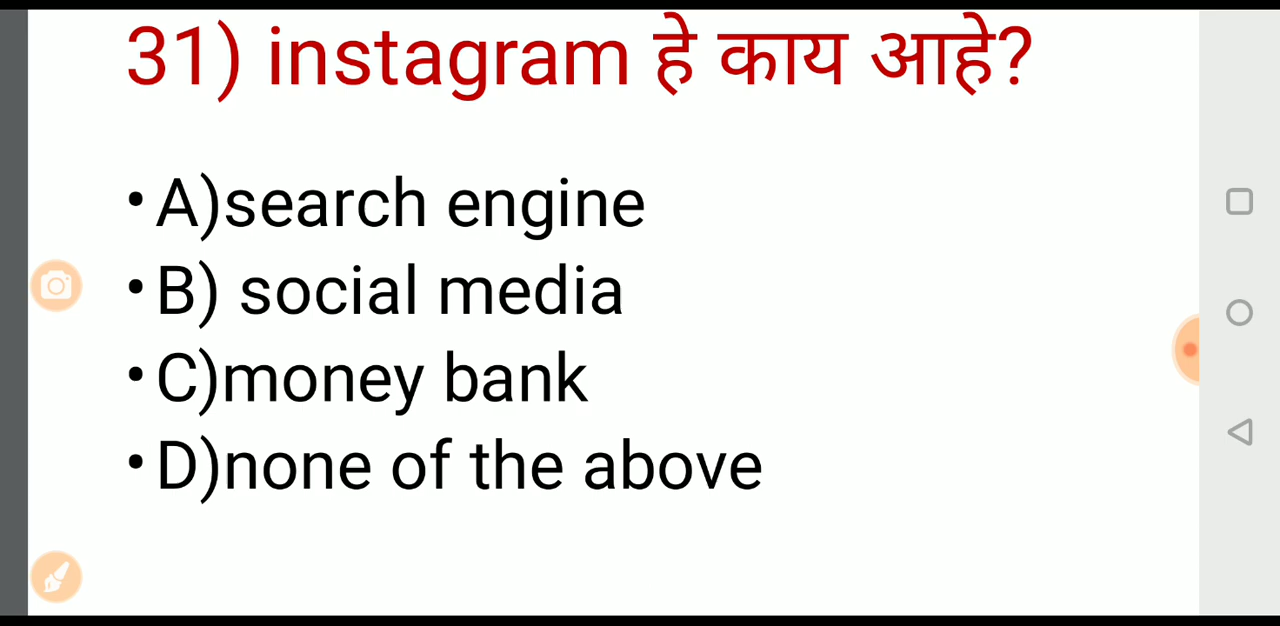 31) instagram हे काय आहे?
•A)search engine
•B) social media
•C)money bank
•D)none of the above